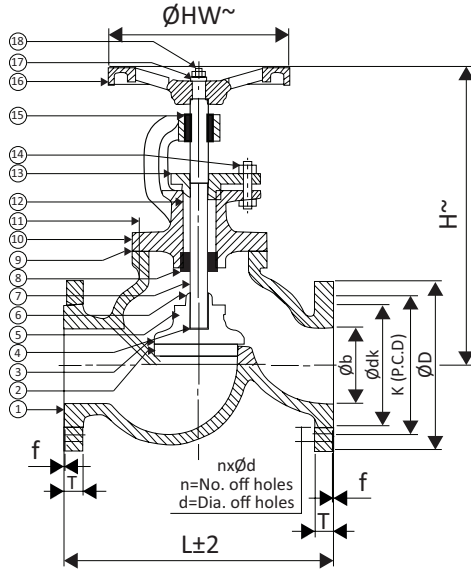 ØHW~
18
17
16
15
14
13
12
11
10
9
8
7
6
5
4
3
2
1
H~
Øb
Ødk
K (P.C.D)
ØD
f
T
nxØd
n=No. off holes
d=Dia. off holes
f
T
L±2